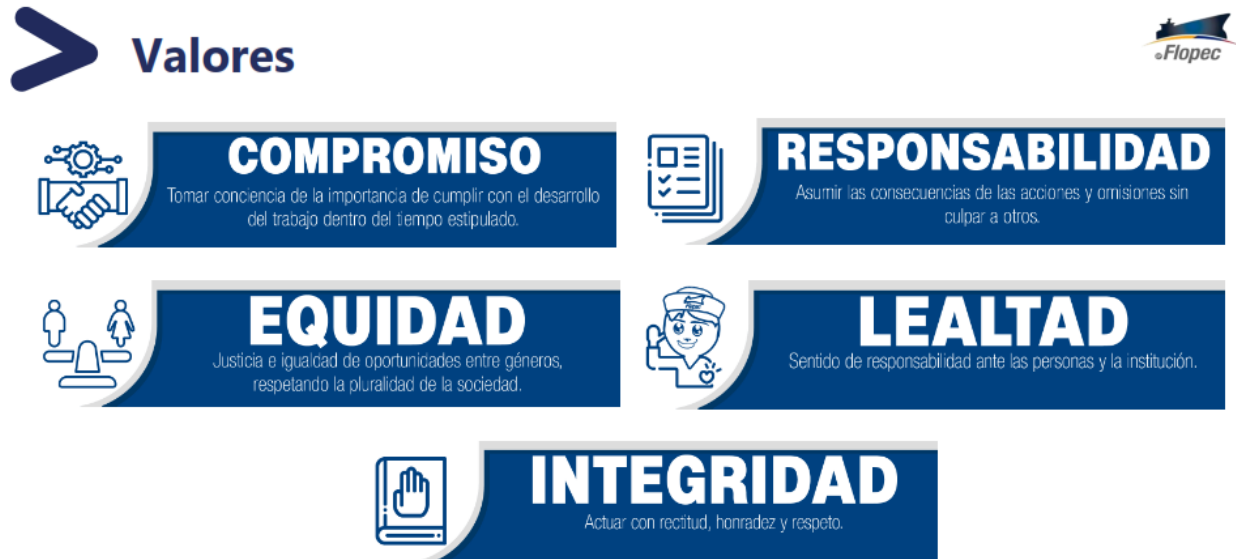 Valores
Flopec
COMPROMISO
Tomar conciencia de la importancia de cumplir con el desarrollo
del trabajo dentro del tiempo estipulado.
RESPONSABILIDAD
Asumir las consecuencias de las acciones y omisiones sin
culpar a otros.
EQUIDAD
Justicia e igualdad de oportunidades entre géneros,
respetando la pluralidad de la sociedad.
LEALTAD
Sentido de responsabilidad ante las personas y la institución.
INTEGRIDAD
Actuar con rectitud, honradez y respeto.